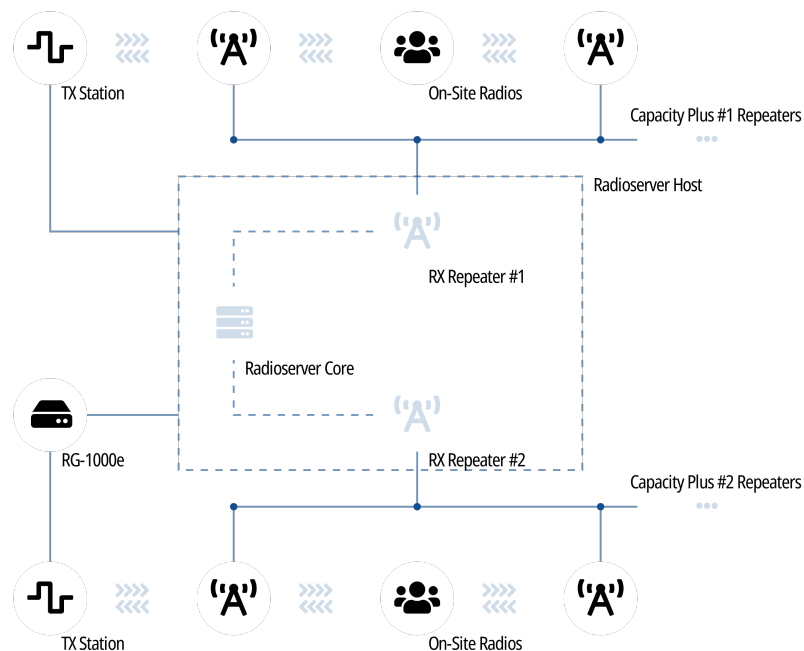 TX Station
On-Site Radios
Capacity Plus #1 Repeaters
Radioserver Host
RX Repeater #1
Radioserver Core
RG-1000e
RX Repeater #2
Capacity Plus #2 Repeaters
TX Station
On-Site Radios